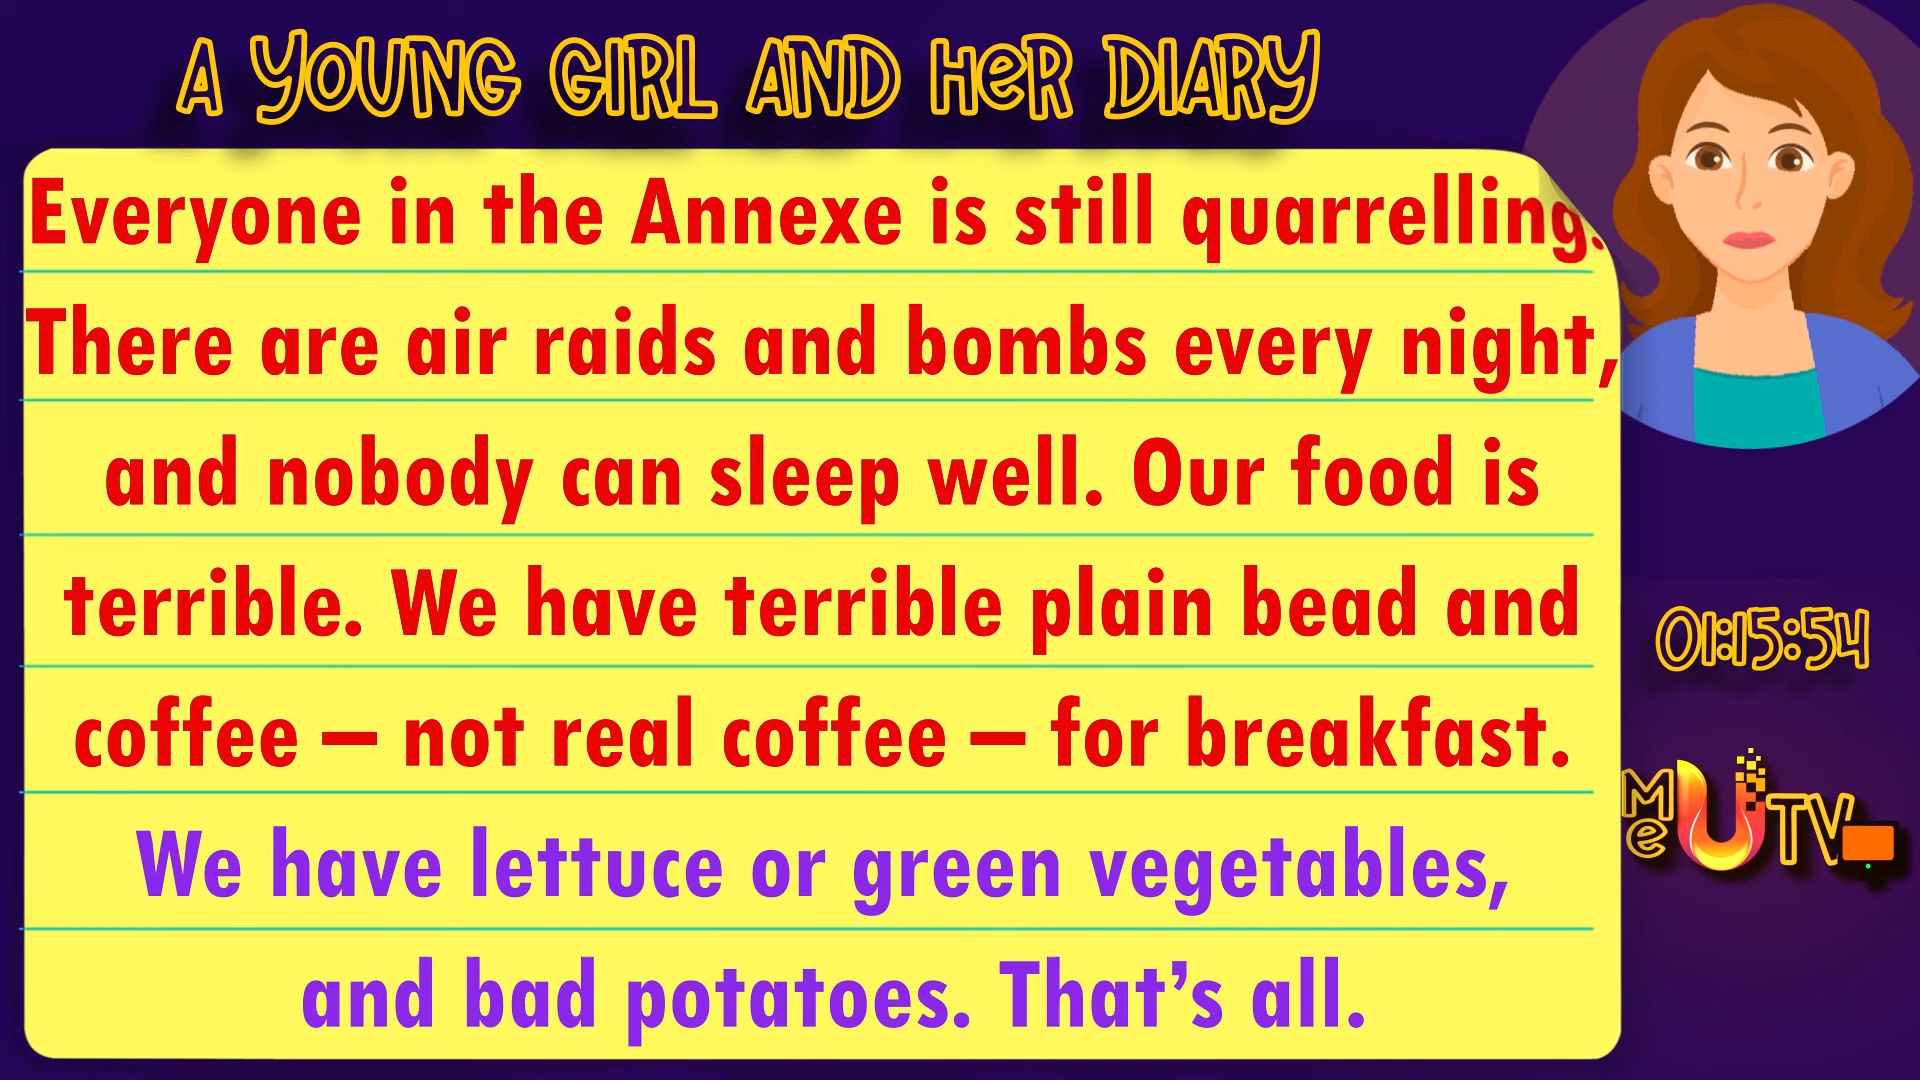 A YOUNG GIRL AND HeR DIARY
Everyone in the Annexe is still quarrelling.
There are air raids and bombs every night,
and nobody can sleep well. Our food is
terrible. We have terrible plain bead and
coffee – not real coffee – for breakfast.
We have lettuce or green vegetables,
and bad potatoes. That’s all.
01:15:54
Me U TV